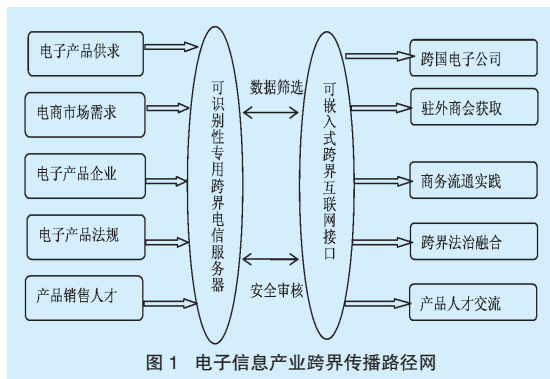 电子产品供求
电商市场需求
电子产品企业
电子产品法规
产品销售人才
可识别性专用跨界电信服务器
数据筛选
安全审核
可嵌入式跨界互联网接口
跨国电子公司
驻外商会获取
商务流通实践
跨界法治融合
产品人才交流
图 1 电子信息产业跨界传播路径网